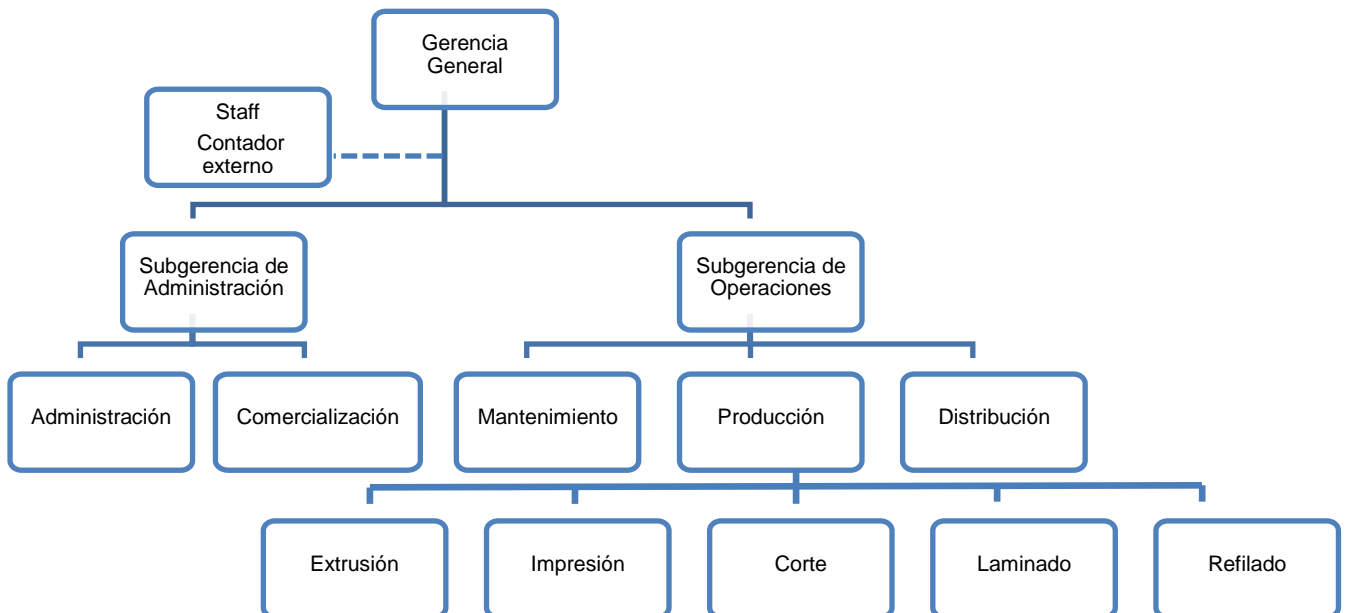 Gerencia
General
Staff
Contador
externo
Subgerencia de
Administración
Subgerencia de
Operaciones
Administración
Comercialización
Mantenimiento
Producción
Distribución
Extrusión
Impresión
Corte
Laminado
Refilado